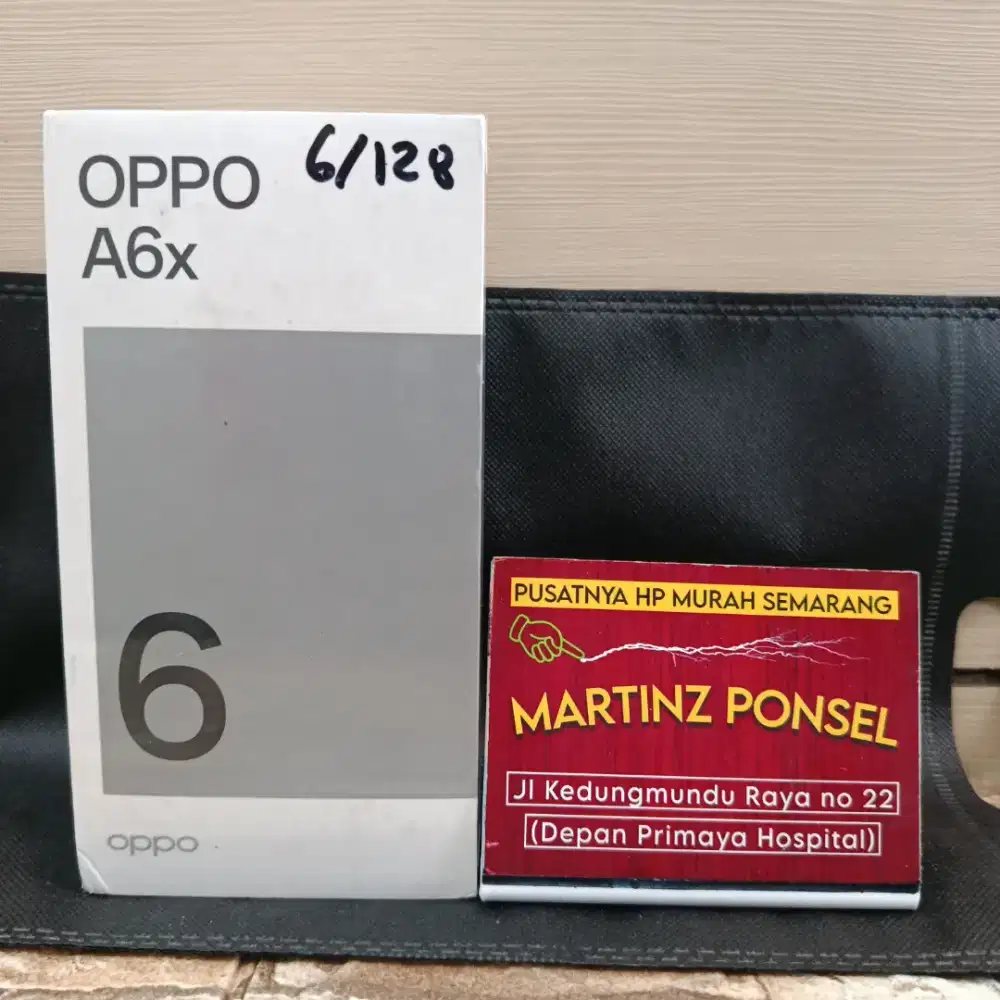 OPPO
A6x
6/128
6
oppo
PUSATNYA HP MURAH SEMARANG
MARTINZ PONSEL
Jl Kedungmundu Raya no 22
(Depan Primaya Hospital)